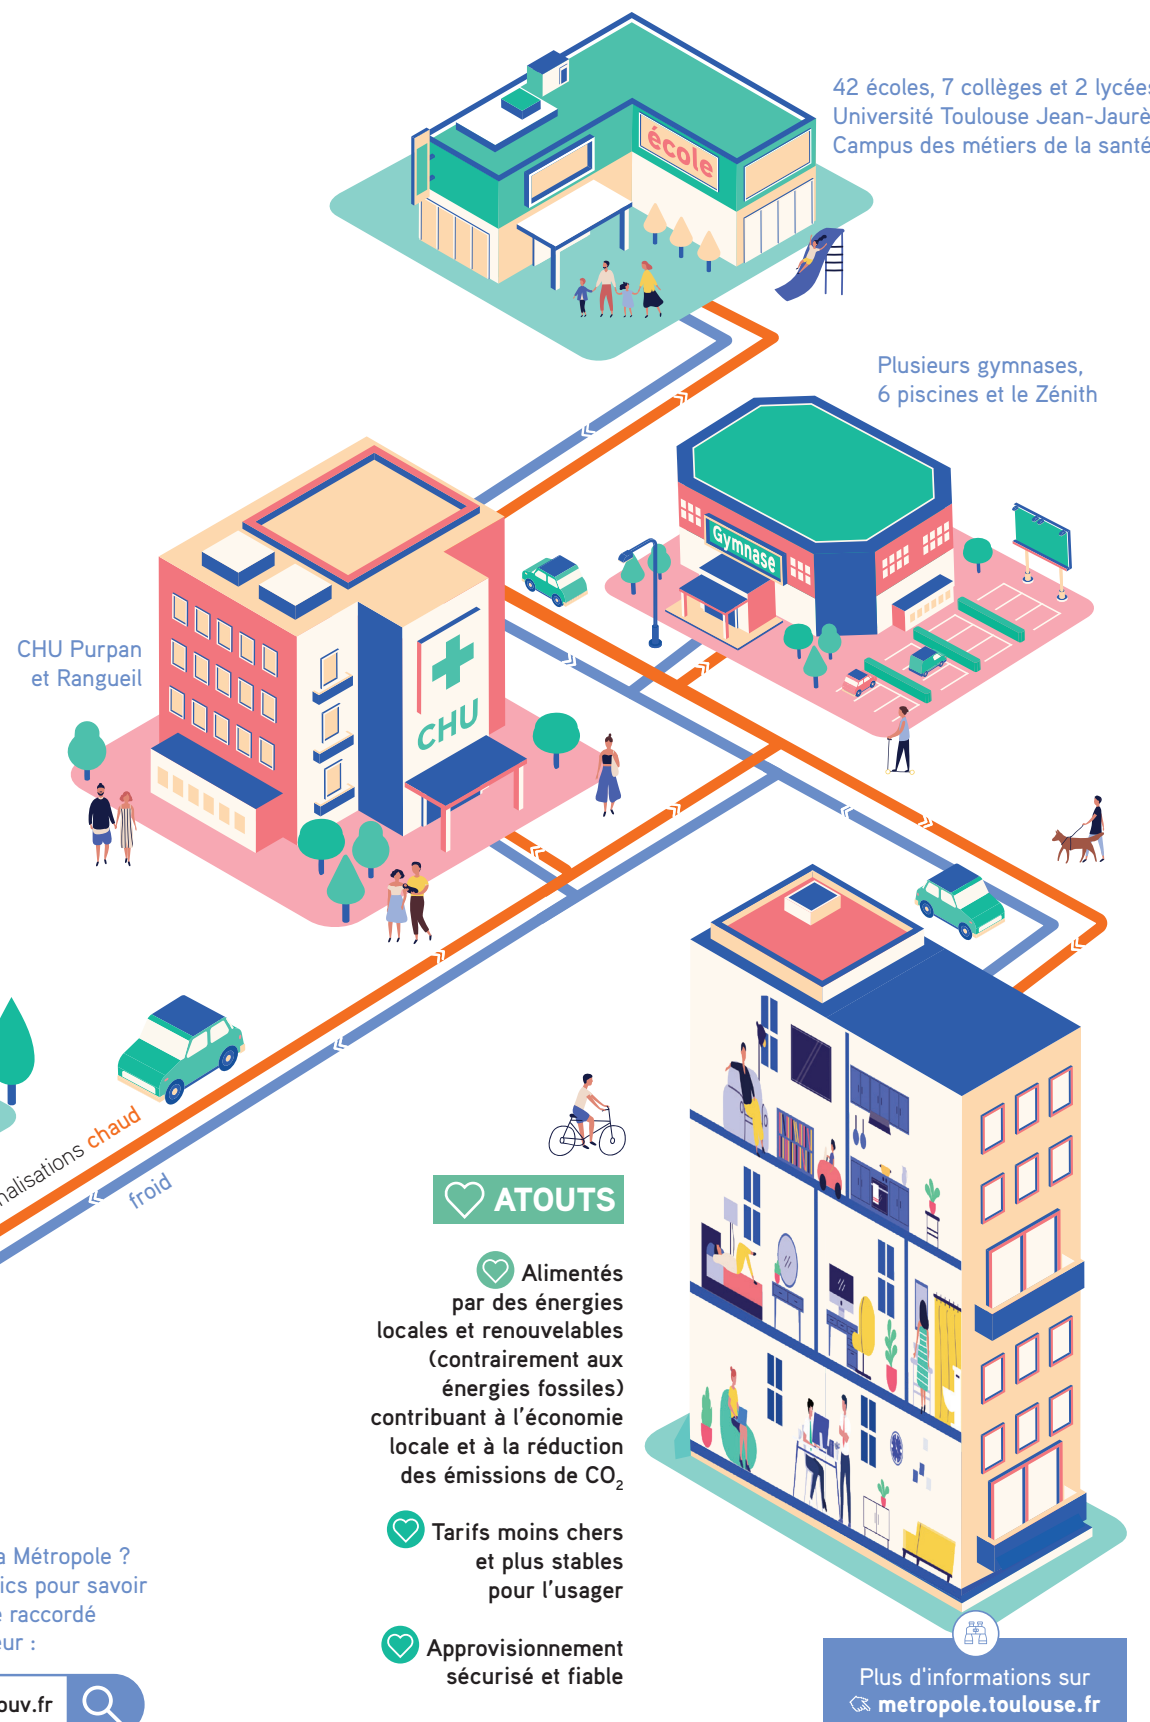 42 écoles, 7 collèges et 2 lycées
Université Toulouse Jean-Jaurè
Campus des métiers de la santé
école
Plusieurs gymnases,
6 piscines et le Zénith
Gymnase
CHU Purpan
et Rangueil
CHU
nalisations chaud
froid
ATOUTS
Alimentés
par des énergies
locales et renouvelables
(contrairement aux
énergies fossiles)
contribuant à l'économie
locale et à la réduction
des émissions de CO₂
Tarifs moins chers
et plus stables
pour l'usager
Approvisionnement
sécurisé et fiable
a Métropole ?
ics pour savoir
e raccordé
eur :
ouv.fr
Plus d'informations sur
metropole.toulouse.fr